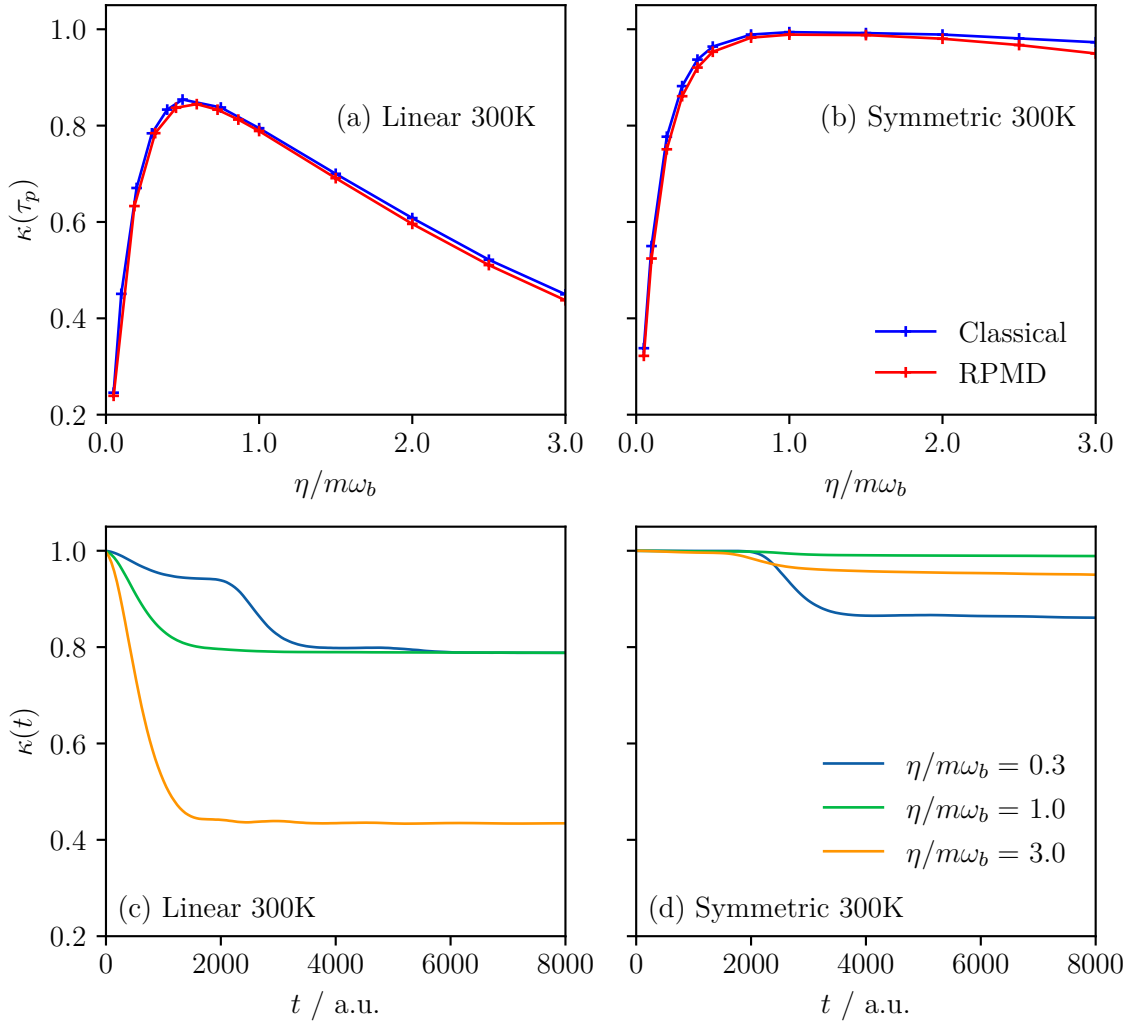 1.0
0.8
0.6
0.4
0.2
κ(τ_p)
(a) Linear 300K
0.0 1.0 2.0 3.0
η/mω_b
(b) Symmetric 300K
Classical
RPMD
0.0 1.0 2.0 3.0
η/mω_b
1.0
0.8
0.6
0.4
0.2
κ(t)
(c) Linear 300K
0 2000 4000 6000 8000
t / a.u.
η/mω_b = 0.3
η/mω_b = 1.0
η/mω_b = 3.0
(d) Symmetric 300K
0 2000 4000 6000 8000
t / a.u.